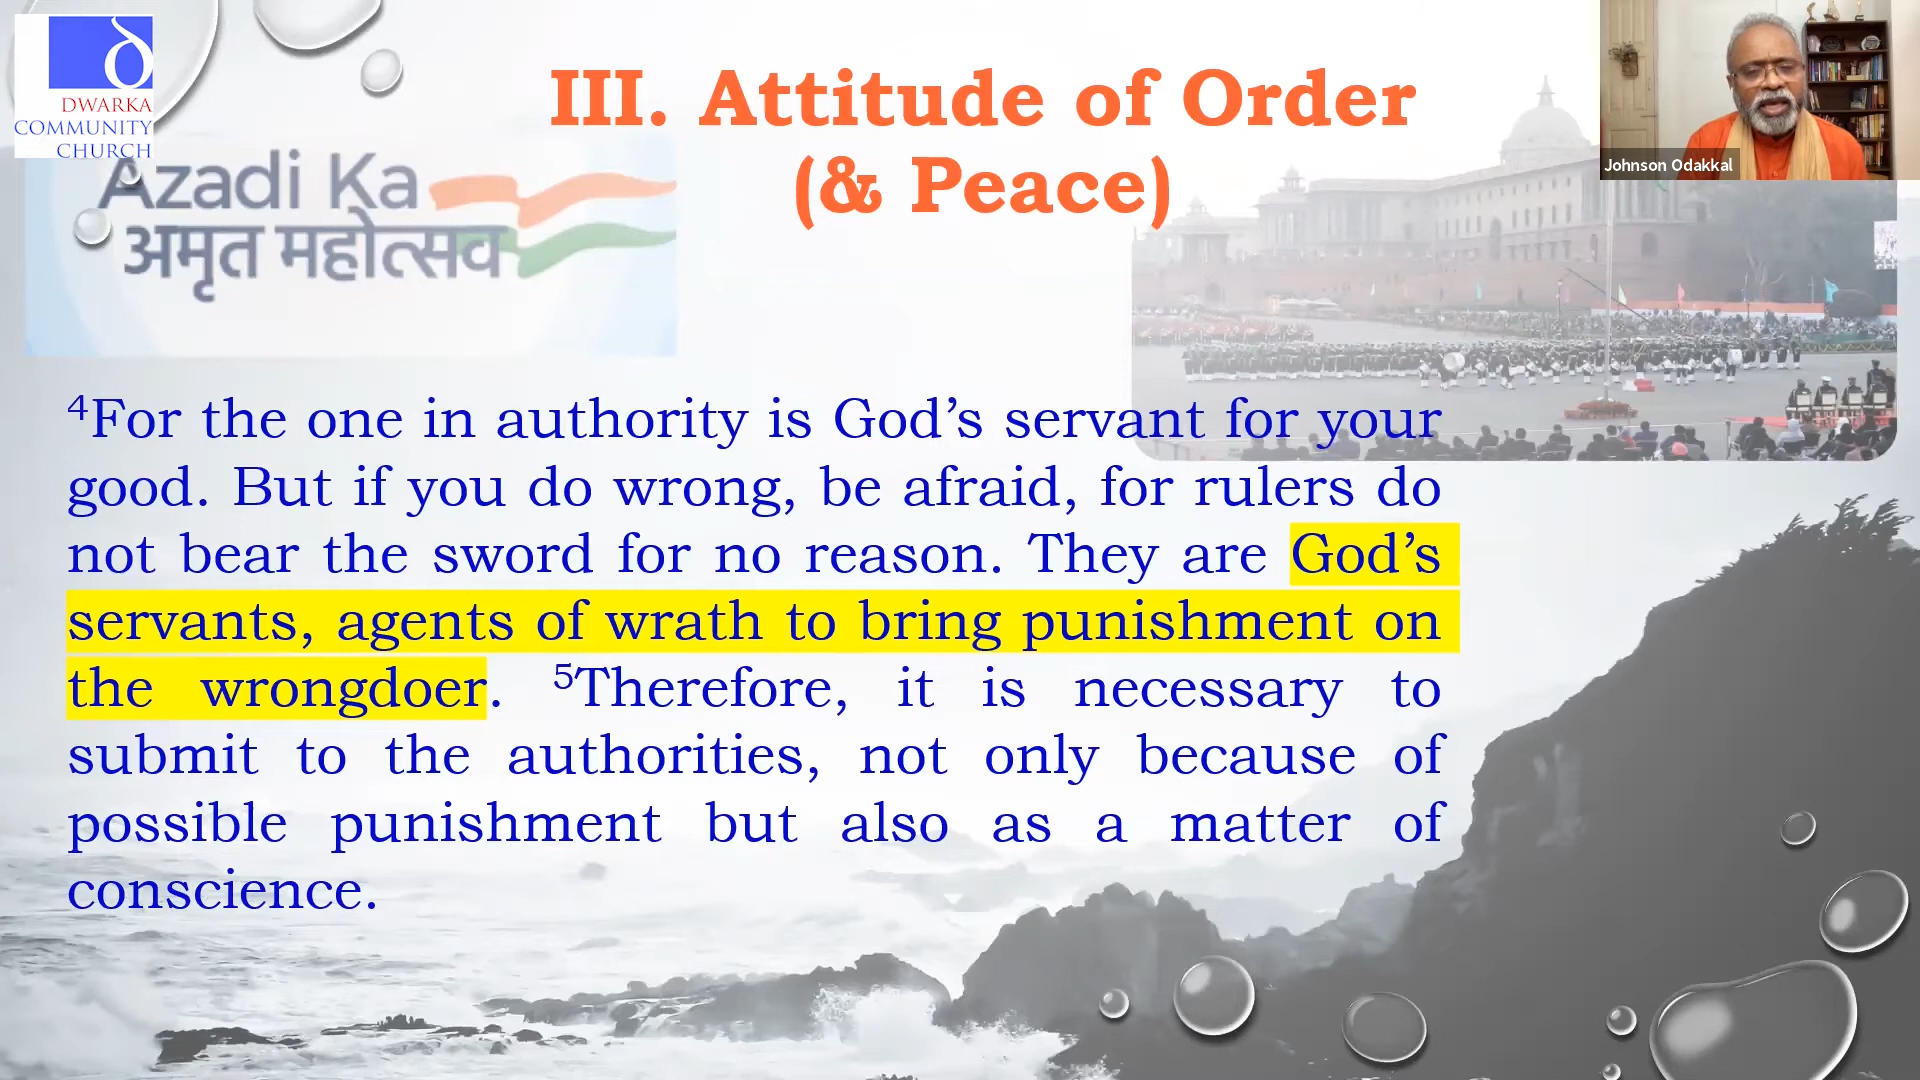 DWARKA
COMMUNITY
CHURCH
Azadi Ka
अमृत महोत्सव
III. Attitude of Order
(& Peace)
Johnson Odakkal
⁴For the one in authority is God’s servant for your
good. But if you do wrong, be afraid, for rulers do
not bear the sword for no reason. They are God’s
servants, agents of wrath to bring punishment on
the wrongdoer. ⁵Therefore, it is necessary to
submit to the authorities, not only because of
possible punishment but also as a matter of
conscience.